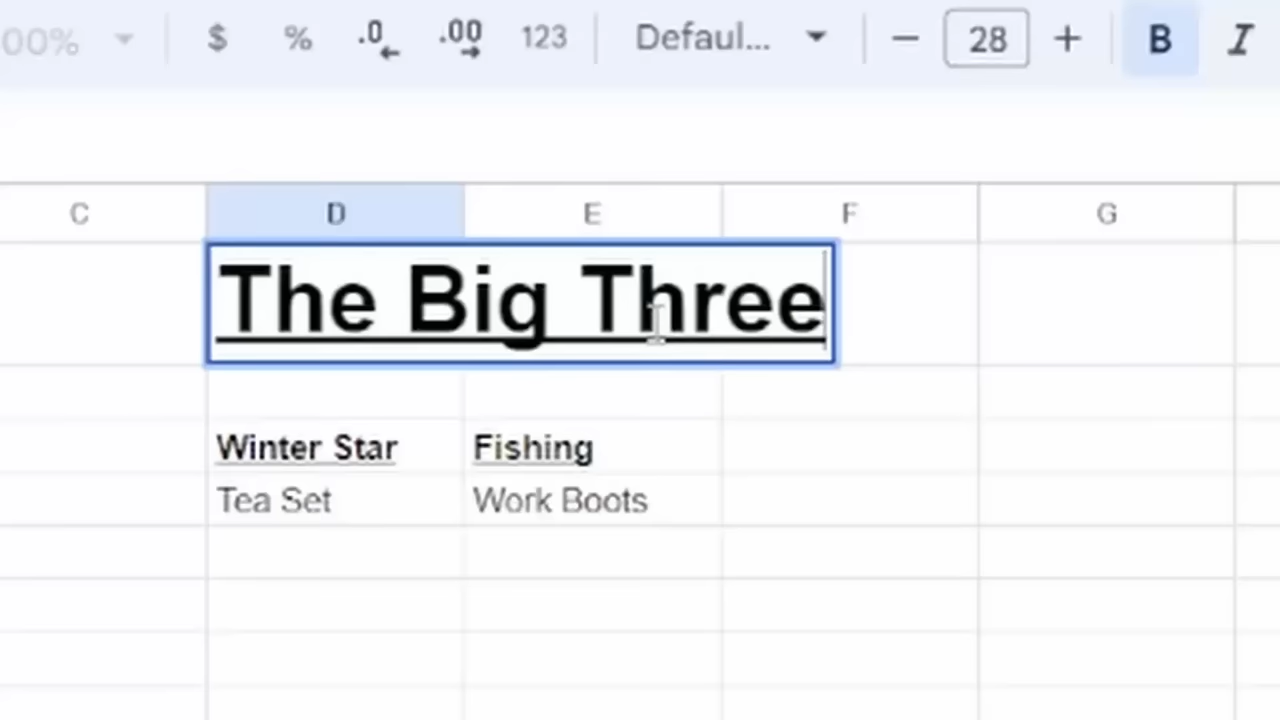 00% $ % .0 .00 123 Defaul... - 28 + B I
C D E F G
The Big Three
Winter Star Fishing
Tea Set Work Boots